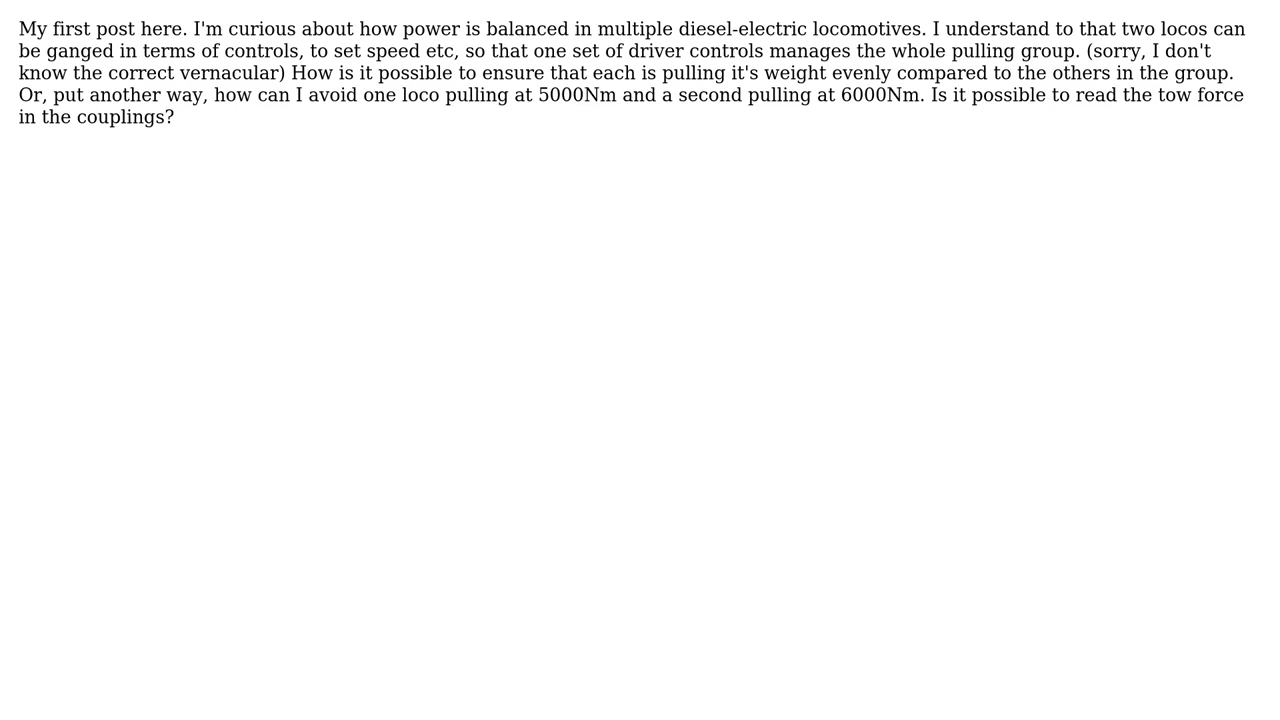 My first post here. I'm curious about how power is balanced in multiple diesel-electric locomotives. I understand to that two locos can
be ganged in terms of controls, to set speed etc, so that one set of driver controls manages the whole pulling group. (sorry, I don't
know the correct vernacular) How is it possible to ensure that each is pulling it's weight evenly compared to the others in the group.
Or, put another way, how can I avoid one loco pulling at 5000Nm and a second pulling at 6000Nm. Is it possible to read the tow force
in the couplings?